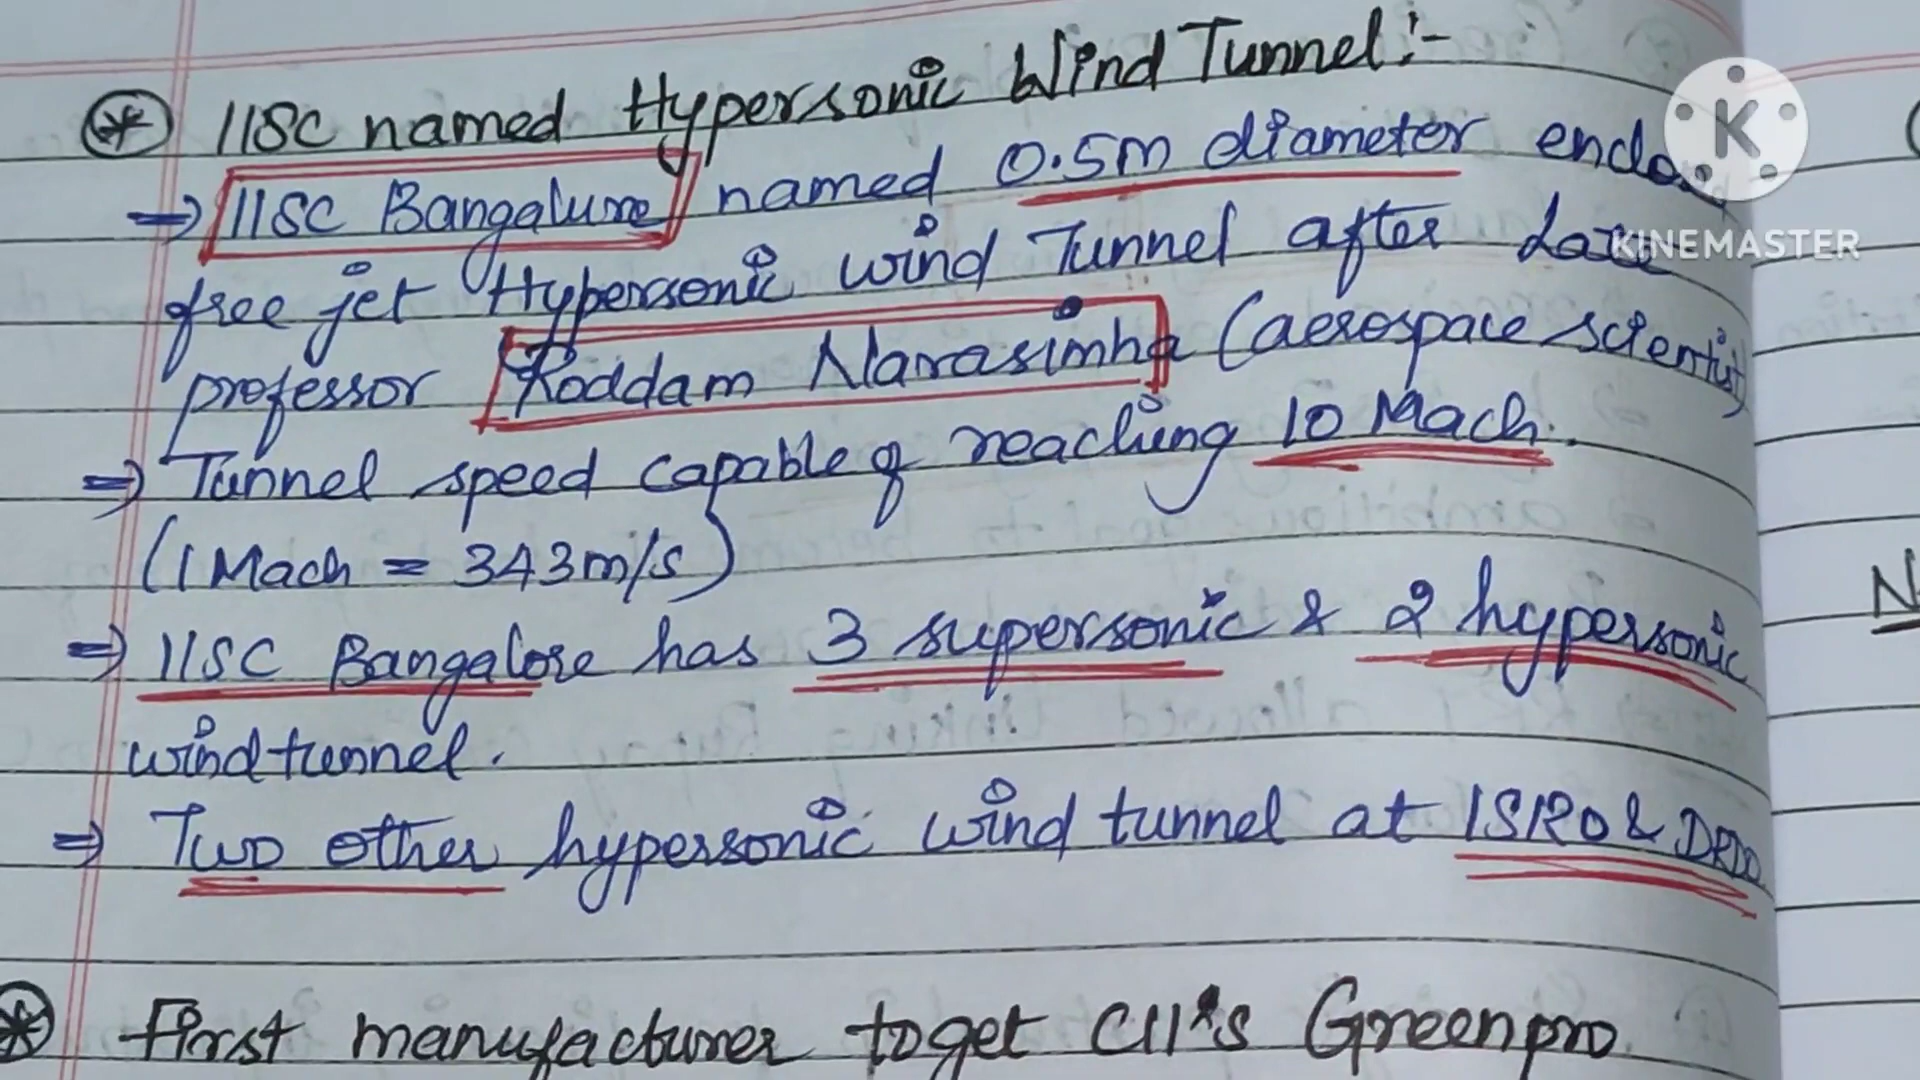 IISC named Hypersonic Wind Tunnel :-
K
⇒ IISC Bangalure named 0.5m diameter
KINEMASTER
free jet Hypersonic wind Tunnel after Late
professor Roddam Narasimha (aerospace scientist)
⇒ Tunnel speed capable of reaching 10 Mach.
(1 Mach = 343m/s)
⇒ IISC Bangalore has 3 supersonic & 2 hypersonic
wind tunnel.
⇒ Two other hypersonic wind tunnel at ISRO & DRDO
First manufacturer to get CII's Greenpro